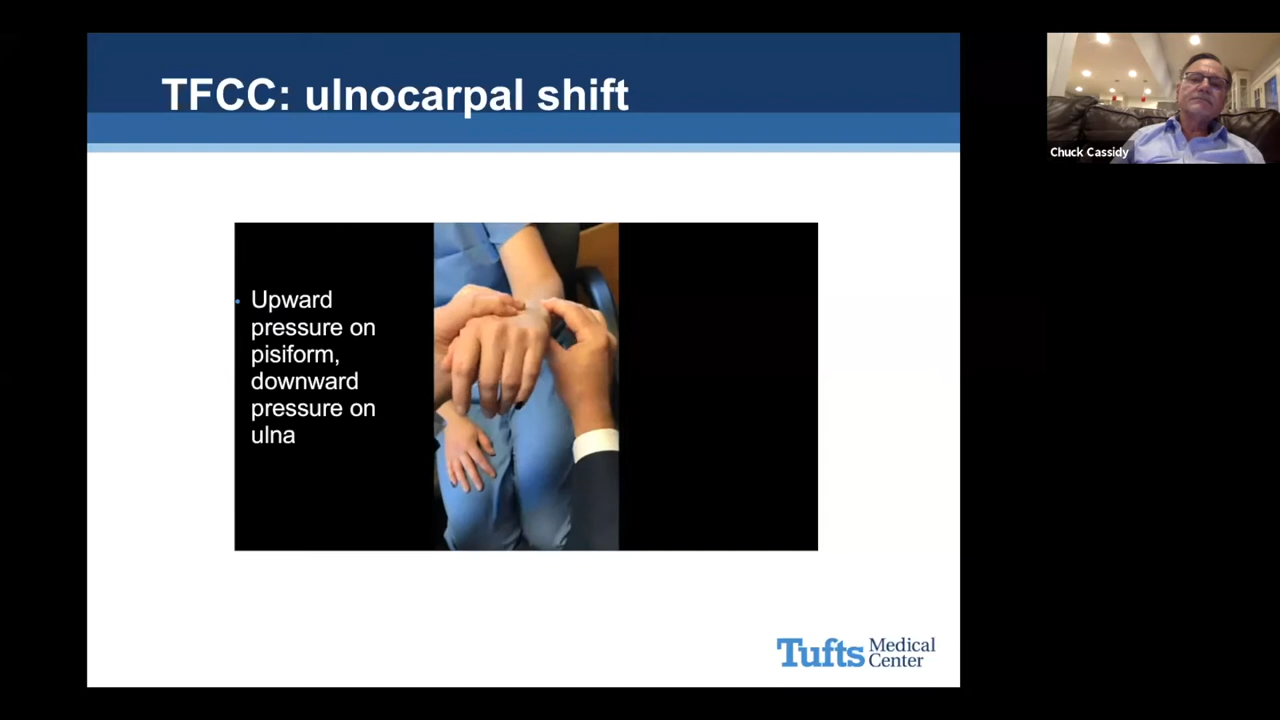 TFCC: ulnocarpal shift
Chuck Cassidy
• Upward
pressure on
pisiform,
downward
pressure on
ulna
Tufts Medical
Center